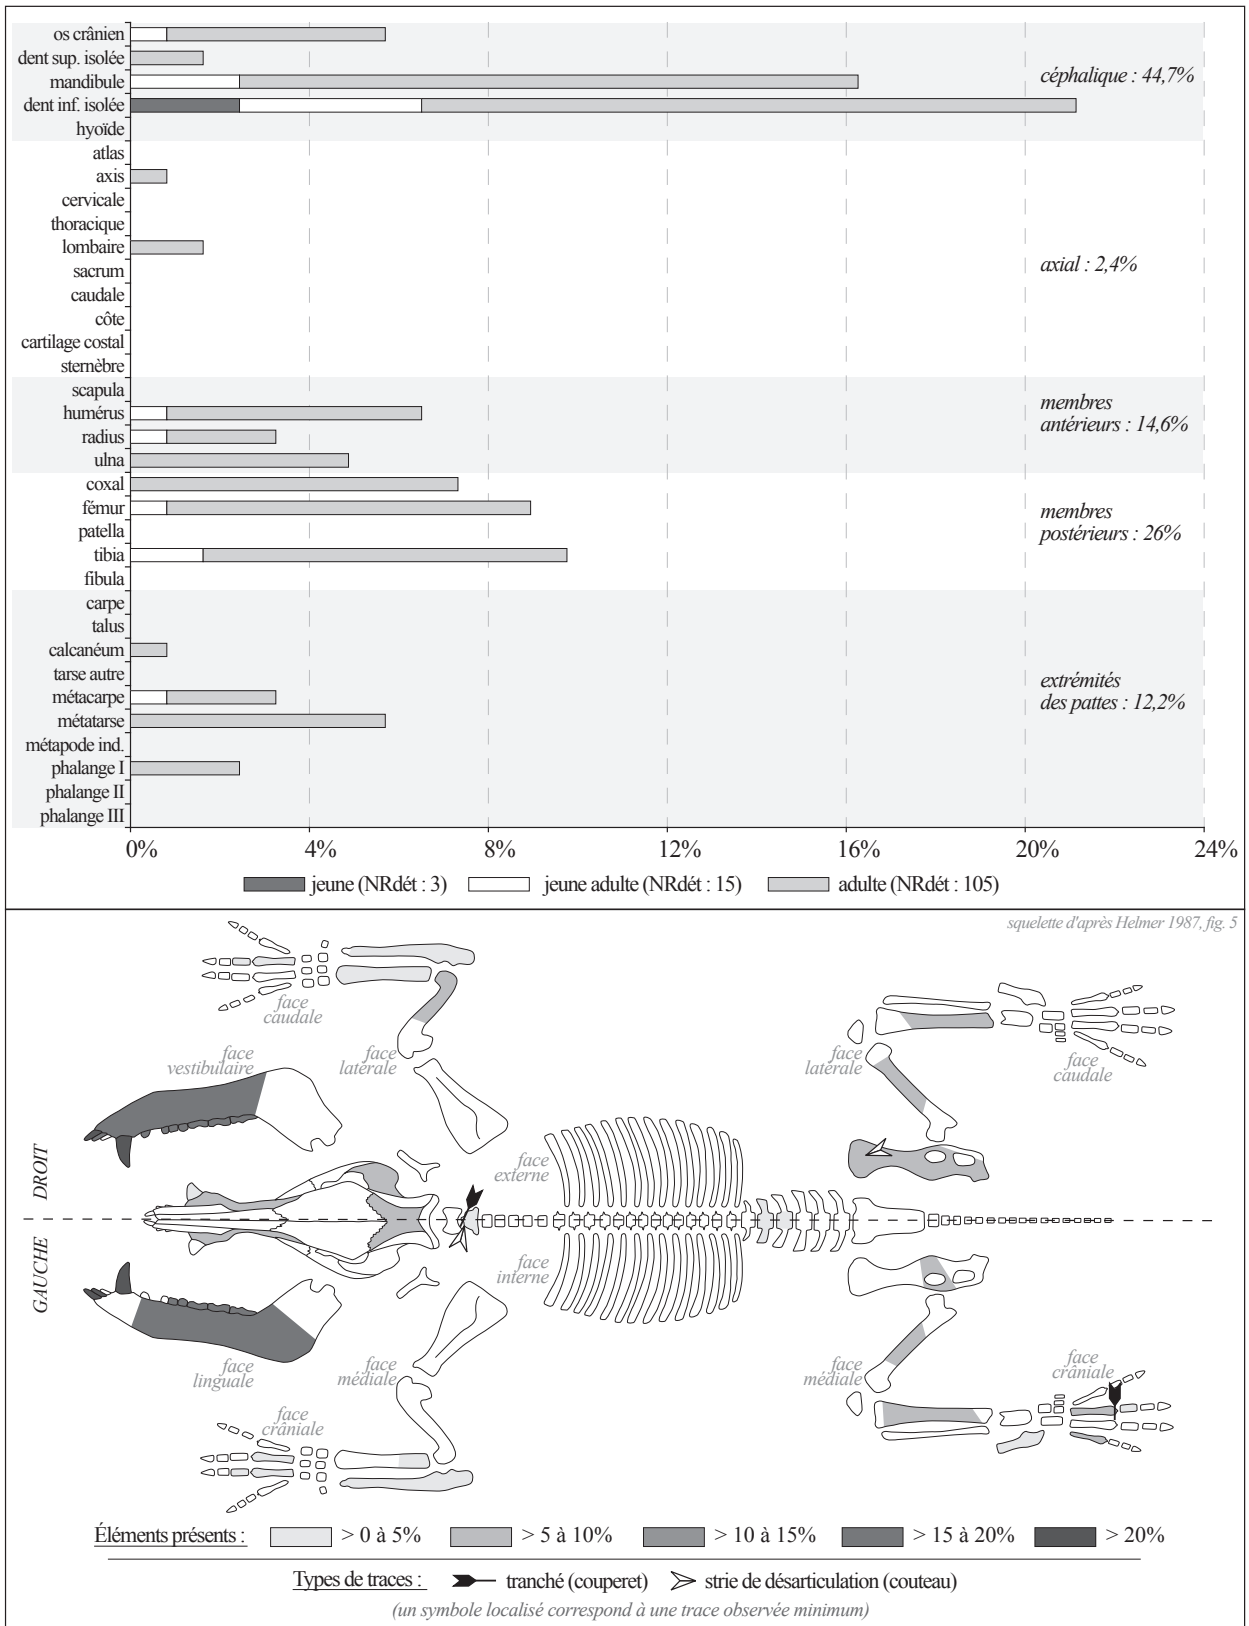 os crânien
dent sup. isolée
mandibule
dent inf. isolée
hyoïde
céphalique : 44,7%
atlas
axis
cervicale
thoracique
lombaire
sacrum
caudale
côte
cartilage costal
sternèbre
axial : 2,4%
scapula
humérus
radius
ulna
membres
antérieurs : 14,6%
coxal
fémur
patella
tibia
fibula
membres
postérieurs : 26%
carpe
talus
calcanéum
tarse autre
métacarpe
métatarse
métapode ind.
phalange I
phalange II
phalange III
extrémités
des pattes : 12,2%
0% 4% 8% 12% 16% 20% 24%
jeune (NRdét : 3) jeune adulte (NRdét : 15) adulte (NRdét : 105)
squelette d'après Helmer 1987, fig. 5
face
caudale
face
vestibulaire
face
latérale
face
latérale
face
caudale
DROIT
face
externe
GAUCHE
face
interne
face
linguale
face
médiale
face
médiale
face
crâniale
face
crâniale
Éléments présents : > 0 à 5% > 5 à 10% > 10 à 15% > 15 à 20% > 20%
Types de traces : tranché (couperet) strie de désarticulation (couteau)
(un symbole localisé correspond à une trace observée minimum)